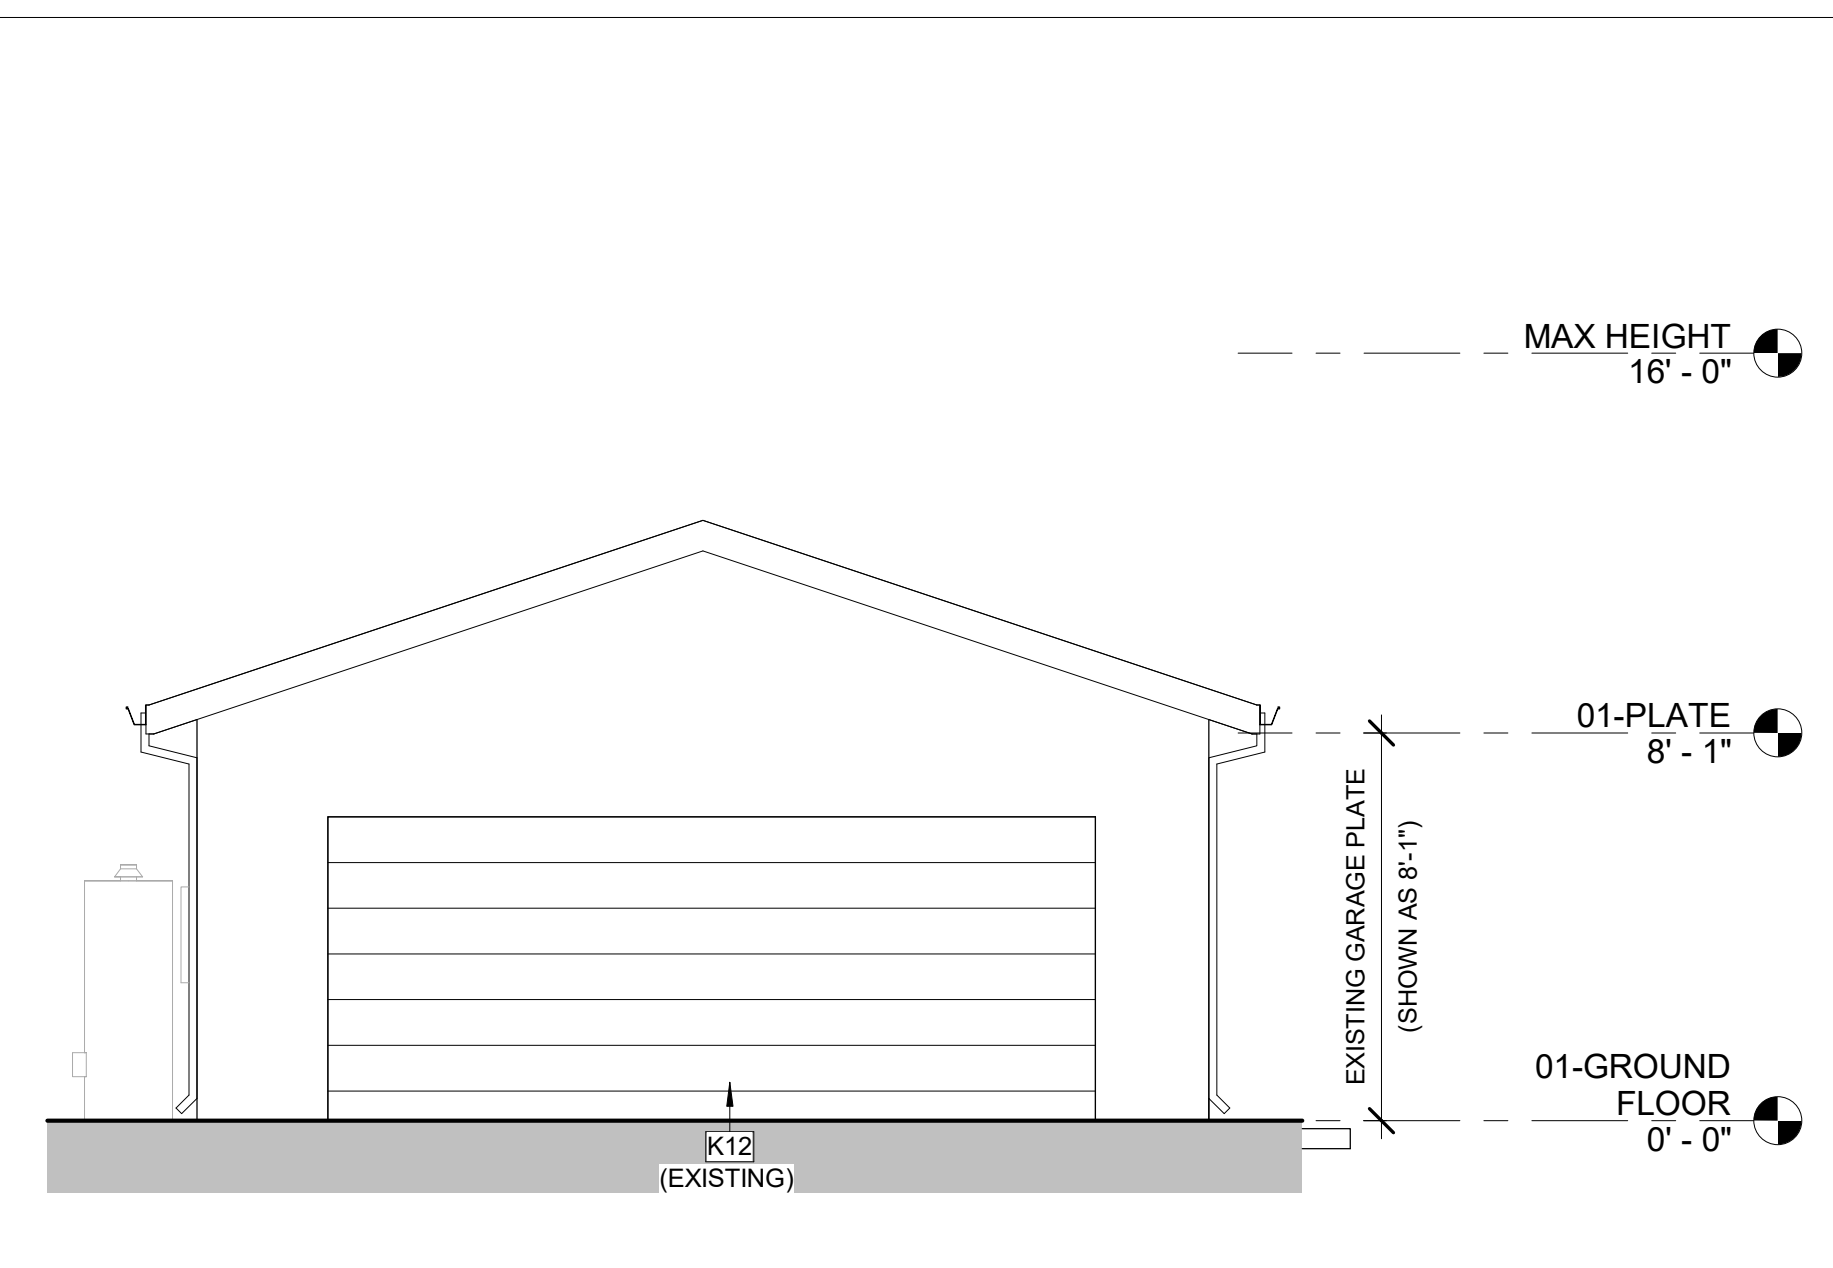 MAX HEIGHT
16' - 0"
01-PLATE
8' - 1"
EXISTING GARAGE PLATE
(SHOWN AS 8'-1")
01-GROUND
FLOOR
0' - 0"
K12
(EXISTING)